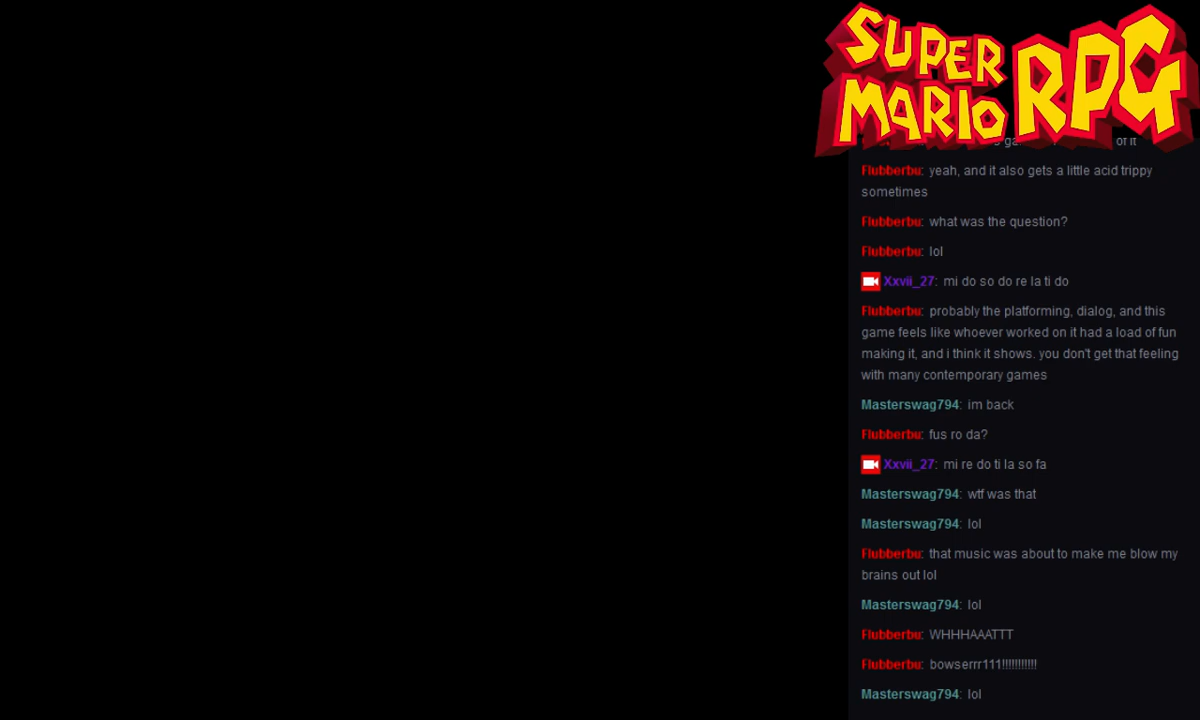 SUPER
MARIO RPG
of it
Flubberbu: yeah, and it also gets a little acid trippy
sometimes
Flubberbu: what was the question?
Flubberbu: lol
Xxvii_27: mi do so do re la ti do
Flubberbu: probably the platforming, dialog, and this
game feels like whoever worked on it had a load of fun
making it, and i think it shows. you don't get that feeling
with many contemporary games
Masterswag794: im back
Flubberbu: fus ro da?
Xxvii_27: mi re do ti la so fa
Masterswag794: wtf was that
Masterswag794: lol
Flubberbu: that music was about to make me blow my
brains out lol
Masterswag794: lol
Flubberbu: WHHHAAATTT
Flubberbu: bowserrr111!!!!!!!!!!!
Masterswag794: lol